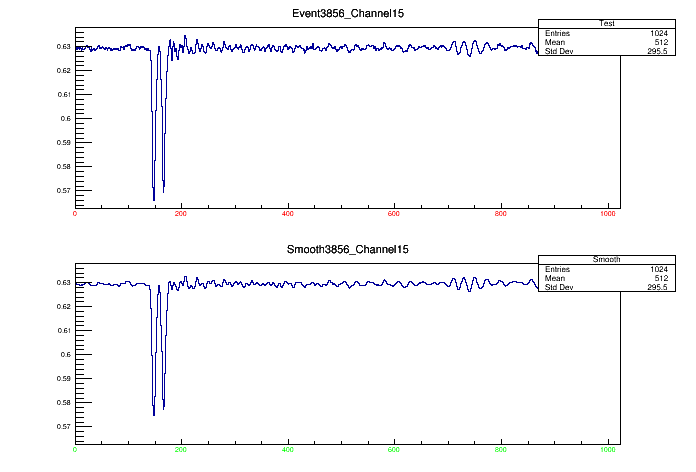 Event3856_Channel15
Test
Entries 1024
Mean 512
Std Dev 295.5
0.63
0.62
0.61
0.6
0.59
0.58
0.57
0 200 400 600 800 1000
Smooth3856_Channel15
Smooth
Entries 1024
Mean 512
Std Dev 295.5
0.63
0.62
0.61
0.6
0.59
0.58
0.57
0 200 400 600 800 1000